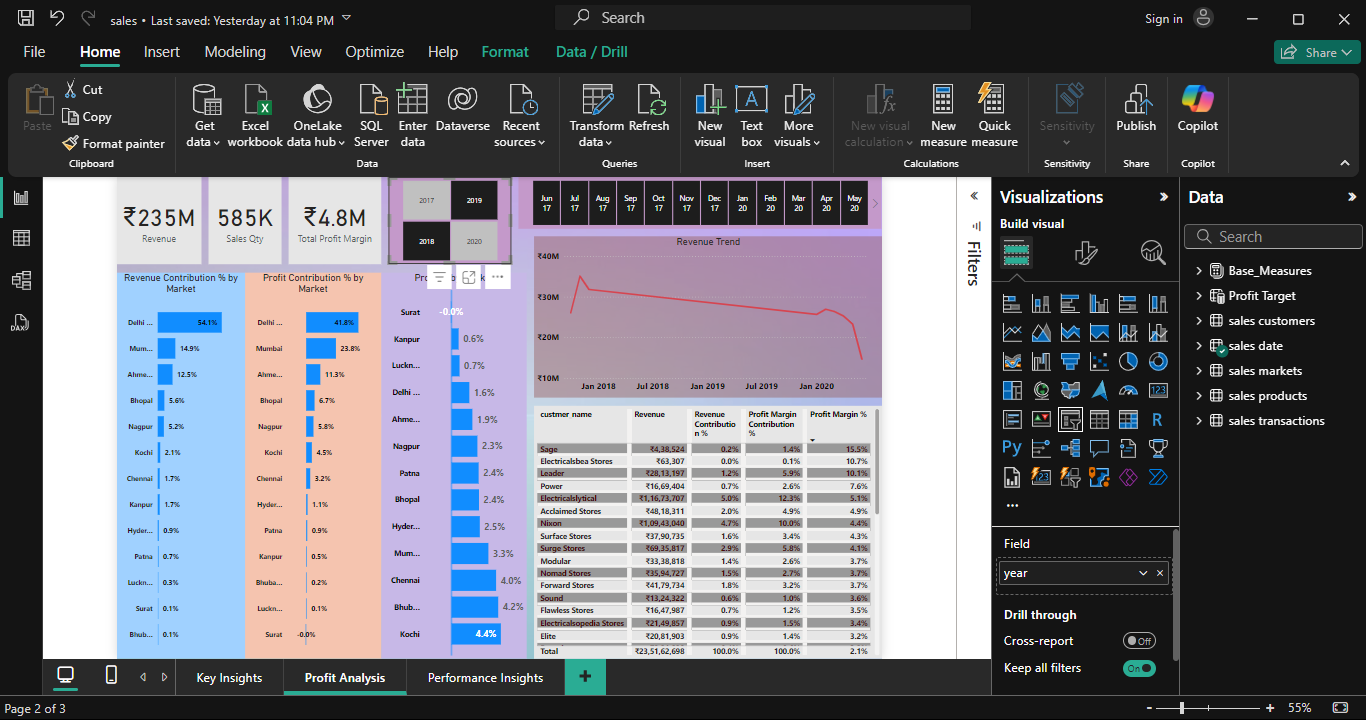 sales • Last saved: Yesterday at 11:04 PM
Search
Sign in
File Home Insert Modeling View Optimize Help Format Data / Drill
Share
Paste
Cut
Copy
Format painter
Clipboard
Get data
Excel workbook
OneLake data hub
SQL Server
Enter data
Dataverse
Recent sources
Data
Transform data
Refresh
Queries
New visual
Text box
More visuals
Insert
New visual calculation
New measure
Quick measure
Calculations
Sensitivity
Sensitivity
Publish
Share
Copilot
Copilot
₹235M
Revenue
585K
Sales Qty
₹4.8M
Total Profit Margin
2017 2019
2018 2020
Jun 17 Jul 17 Aug 17 Sep 17 Oct 17 Nov 17 Dec 17 Jan 20 Feb 20 Mar 20 Apr 20 May 20
Revenue Contribution % by Market
Delhi ... 54.1%
Mum... 14.9%
Ahme... 12.5%
Bhopal 5.6%
Nagpur 5.2%
Kochi 2.1%
Chennai 1.7%
Kanpur 1.7%
Hyder... 0.9%
Patna 0.7%
Luckn... 0.3%
Surat 0.1%
Bhub... 0.1%
Profit Contribution % by Market
Delhi ... 41.8%
Mumbai 23.8%
Ahme... 11.3%
Bhopal 6.7%
Nagpur 5.8%
Kochi 4.5%
Chennai 3.2%
Hyder... 1.1%
Patna 0.9%
Kanpur 0.5%
Bhuba... 0.2%
Luckn... 0.1%
Surat -0.0%
Surat -0.0%
Kanpur 0.6%
Luckn... 0.7%
Delhi ... 1.6%
Ahme... 1.9%
Nagpur 2.3%
Patna 2.4%
Bhopal 2.4%
Hyder... 2.5%
Mum... 3.3%
Chennai 4.0%
Bhub... 4.2%
Kochi 4.4%
Revenue Trend
₹40M
₹30M
₹20M
₹10M
Jan 2018 Jul 2018 Jan 2019 Jul 2019 Jan 2020
custmer_name Revenue Revenue Contribution % Profit Margin Contribution % Profit Margin %
Sage ₹4,38,524 0.2% 1.4% 15.5%
Electricalsbea Stores ₹63,307 0.0% 0.1% 10.7%
Leader ₹28,13,197 1.2% 5.9% 10.1%
Power ₹16,69,404 0.7% 2.6% 7.6%
Electricalslytical ₹1,16,73,707 5.0% 12.3% 5.1%
Acclaimed Stores ₹48,18,311 2.0% 4.9% 4.9%
Nixon ₹1,09,43,040 4.7% 10.0% 4.4%
Surface Stores ₹37,90,735 1.6% 3.4% 4.3%
Surge Stores ₹69,35,817 2.9% 5.8% 4.1%
Modular ₹33,38,818 1.4% 2.6% 3.7%
Nomad Stores ₹35,94,727 1.5% 2.7% 3.7%
Forward Stores ₹41,79,734 1.8% 3.2% 3.7%
Sound ₹13,24,322 0.6% 1.0% 3.6%
Flawless Stores ₹16,47,987 0.7% 1.2% 3.5%
Electricalsopedia Stores ₹21,49,857 0.9% 1.5% 3.4%
Elite ₹20,81,903 0.9% 1.4% 3.2%
Total ₹23,51,62,698 100.0% 100.0% 2.1%
Filters
Visualizations
Build visual
R
Py
Field
year
Drill through
Cross-report Off
Keep all filters On
Data
Search
Base_Measures
Profit Target
sales customers
sales date
sales markets
sales products
sales transactions
Key Insights Profit Analysis Performance Insights
Page 2 of 3
55%